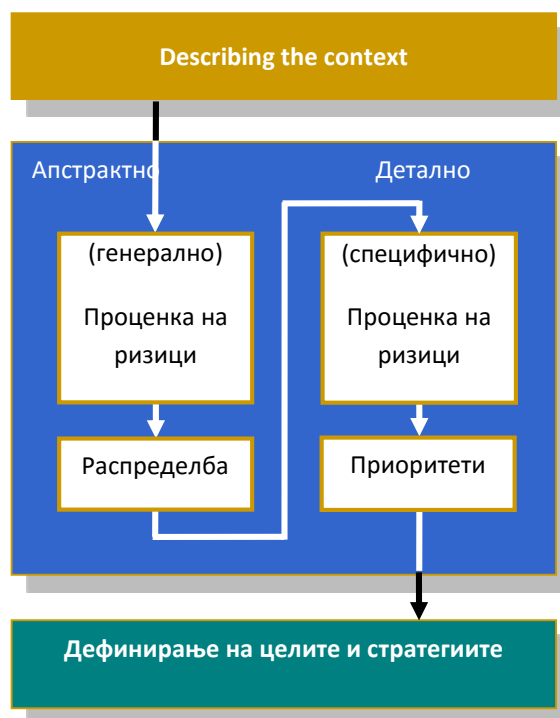 Describing the context
Апстрактно
Детално
(генерално)
Проценка на
ризици
Распределба
(специфично)
Проценка на
ризици
Приоритети
Дефинирање на целите и стратегиите